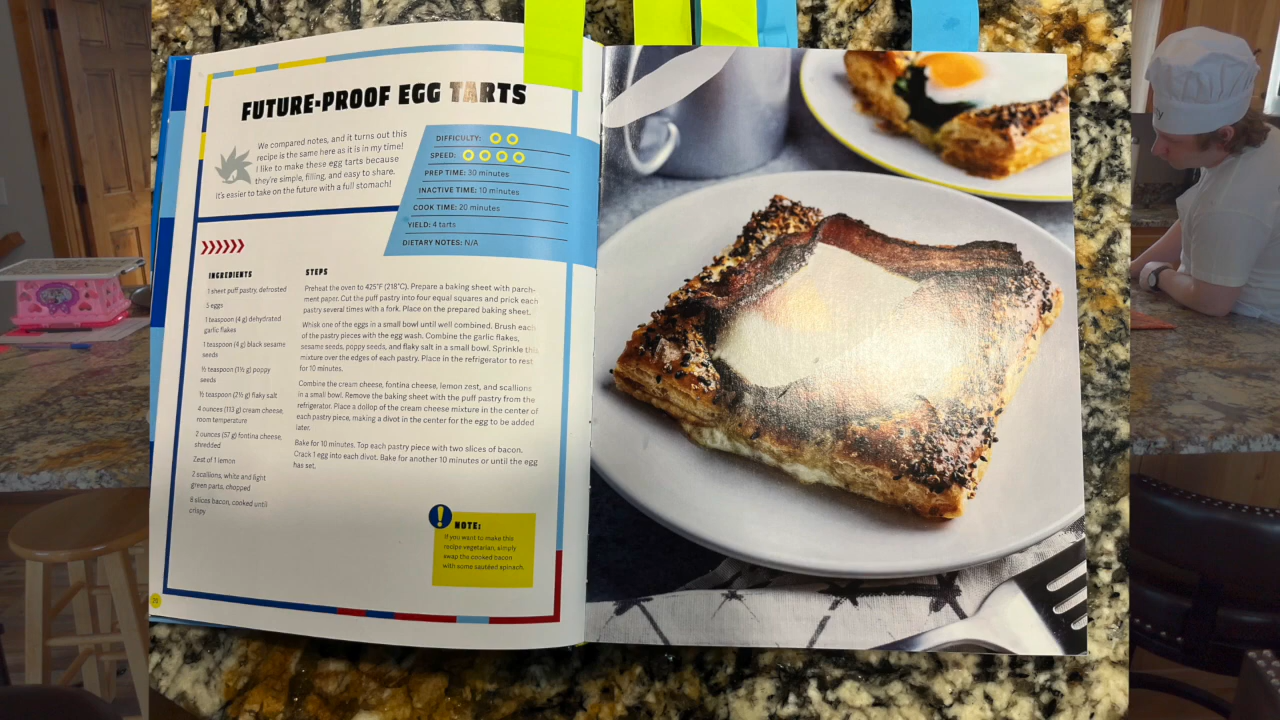 FUTURE-PROOF EGG TARTS
We compared notes, and it turns out this
recipe is the same here as it is in my time!
I like to make these egg tarts because
they're simple, filling, and easy to share.
It's easier to take on the future with a full stomach!
DIFFICULTY:
SPEED:
PREP TIME: 30 minutes
INACTIVE TIME: 10 minutes
COOK TIME: 20 minutes
YIELD: 4 tarts
DIETARY NOTES: N/A
INGREDIENTS
1 sheet puff pastry, defrosted
5 eggs
1 teaspoon (4 g) dehydrated
garlic flakes
1 teaspoon (4 g) black sesame
seeds
½ teaspoon (1½ g) poppy
seeds
½ teaspoon (2½ g) flaky salt
4 ounces (113 g) cream cheese,
room temperature
2 ounces (57 g) fontina cheese,
shredded
Zest of 1 lemon
2 scallions, white and light
green parts, chopped
8 slices bacon, cooked until
crispy
STEPS
Preheat the oven to 425°F (218°C). Prepare a baking sheet with parch-
ment paper. Cut the puff pastry into four equal squares and prick each
pastry several times with a fork. Place on the prepared baking sheet.
Whisk one of the eggs in a small bowl until well combined. Brush each
of the pastry pieces with the egg wash. Combine the garlic flakes,
sesame seeds, poppy seeds, and flaky salt in a small bowl. Sprinkle this
mixture over the edges of each pastry. Place in the refrigerator to rest
for 10 minutes.
Combine the cream cheese, fontina cheese, lemon zest, and scallions
in a small bowl. Remove the baking sheet with the puff pastry from the
refrigerator. Place a dollop of the cream cheese mixture in the center of
each pastry piece, making a divot in the center for the egg to be added
later.
Bake for 10 minutes. Top each pastry piece with two slices of bacon.
Crack 1 egg into each divot. Bake for another 10 minutes or until the egg
has set.
NOTE:
If you want to make this
recipe vegetarian, simply
swap the cooked bacon
with some sautéed spinach.